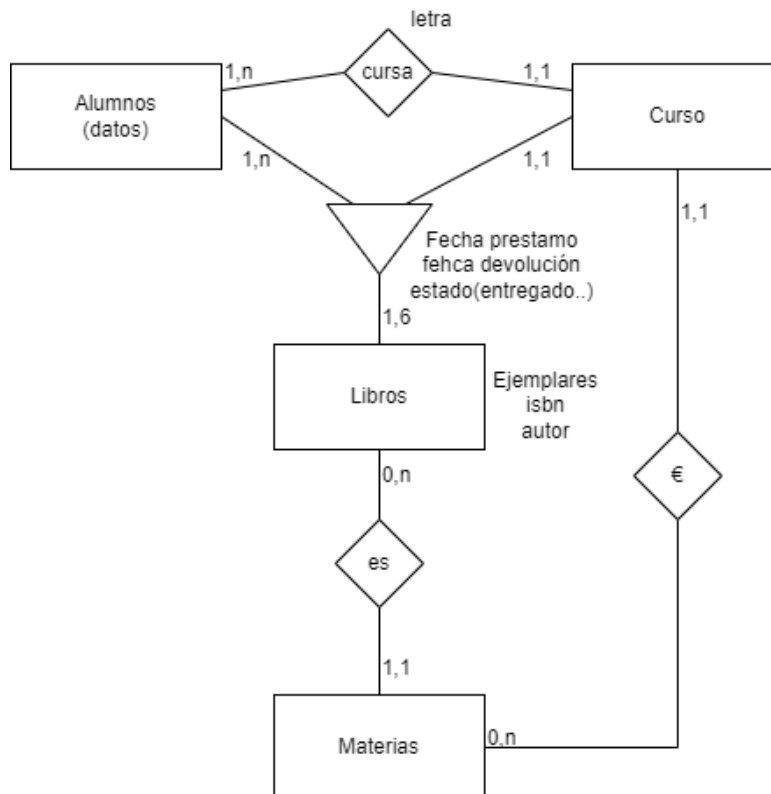 letra
1,n
cursa
1,1
Alumnos
(datos)
Curso
1,n
1,1
1,1
Fecha prestamo
fehca devolución
estado(entregado..)
1,6
Libros
Ejemplares
isbn
autor
0,n
€
es
1,1
Materias
0,n